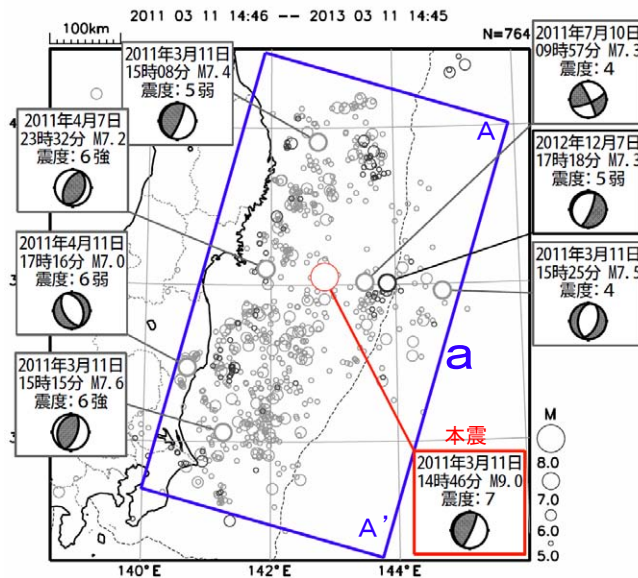 2011 03 11 14:46 -- 2013 03 11 14:45
100km
N=764
2011年3月11日
15時08分 M7.4
震度：5弱
2011年7月10日
09時57分 M7.3
震度：4
2011年4月7日
23時32分 M7.2
震度：6強
2012年12月7日
17時18分 M7.3
震度：5弱
2011年4月11日
17時16分 M7.0
震度：6弱
2011年3月11日
15時25分 M7.5
震度：4
2011年3月11日
15時15分 M7.6
震度：6強
A
a
A'
本震
2011年3月11日
14時46分 M9.0
震度：7
M
8.0
7.0
6.0
5.0
140°E
142°E
144°E